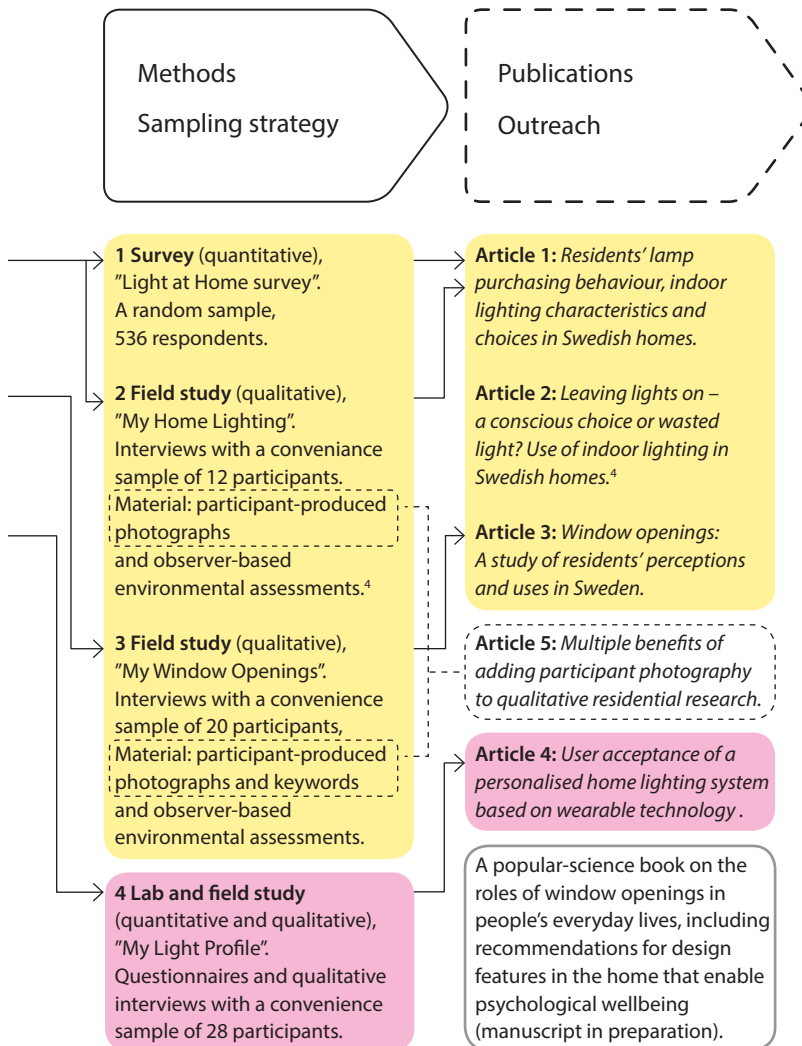 Methods
Sampling strategy
Publications
Outreach
1 Survey (quantitative),
”Light at Home survey”.
A random sample,
536 respondents.
2 Field study (qualitative),
”My Home Lighting”.
Interviews with a conveniance
sample of 12 participants.
Material: participant-produced
photographs
and observer-based
environmental assessments.⁴
3 Field study (qualitative),
”My Window Openings”.
Interviews with a convenience
sample of 20 participants,
Material: participant-produced
photographs and keywords
and observer-based
environmental assessments.
4 Lab and field study
(quantitative and qualitative),
”My Light Profile”.
Questionnaires and qualitative
interviews with a convenience
sample of 28 participants.
Article 1: Residents’ lamp
purchasing behaviour, indoor
lighting characteristics and
choices in Swedish homes.
Article 2: Leaving lights on –
a conscious choice or wasted
light? Use of indoor lighting in
Swedish homes.⁴
Article 3: Window openings:
A study of residents’ perceptions
and uses in Sweden.
Article 5: Multiple benefits of
adding participant photography
to qualitative residential research.
Article 4: User acceptance of a
personalised home lighting system
based on wearable technology .
A popular-science book on the
roles of window openings in
people’s everyday lives, including
recommendations for design
features in the home that enable
psychological wellbeing
(manuscript in preparation).